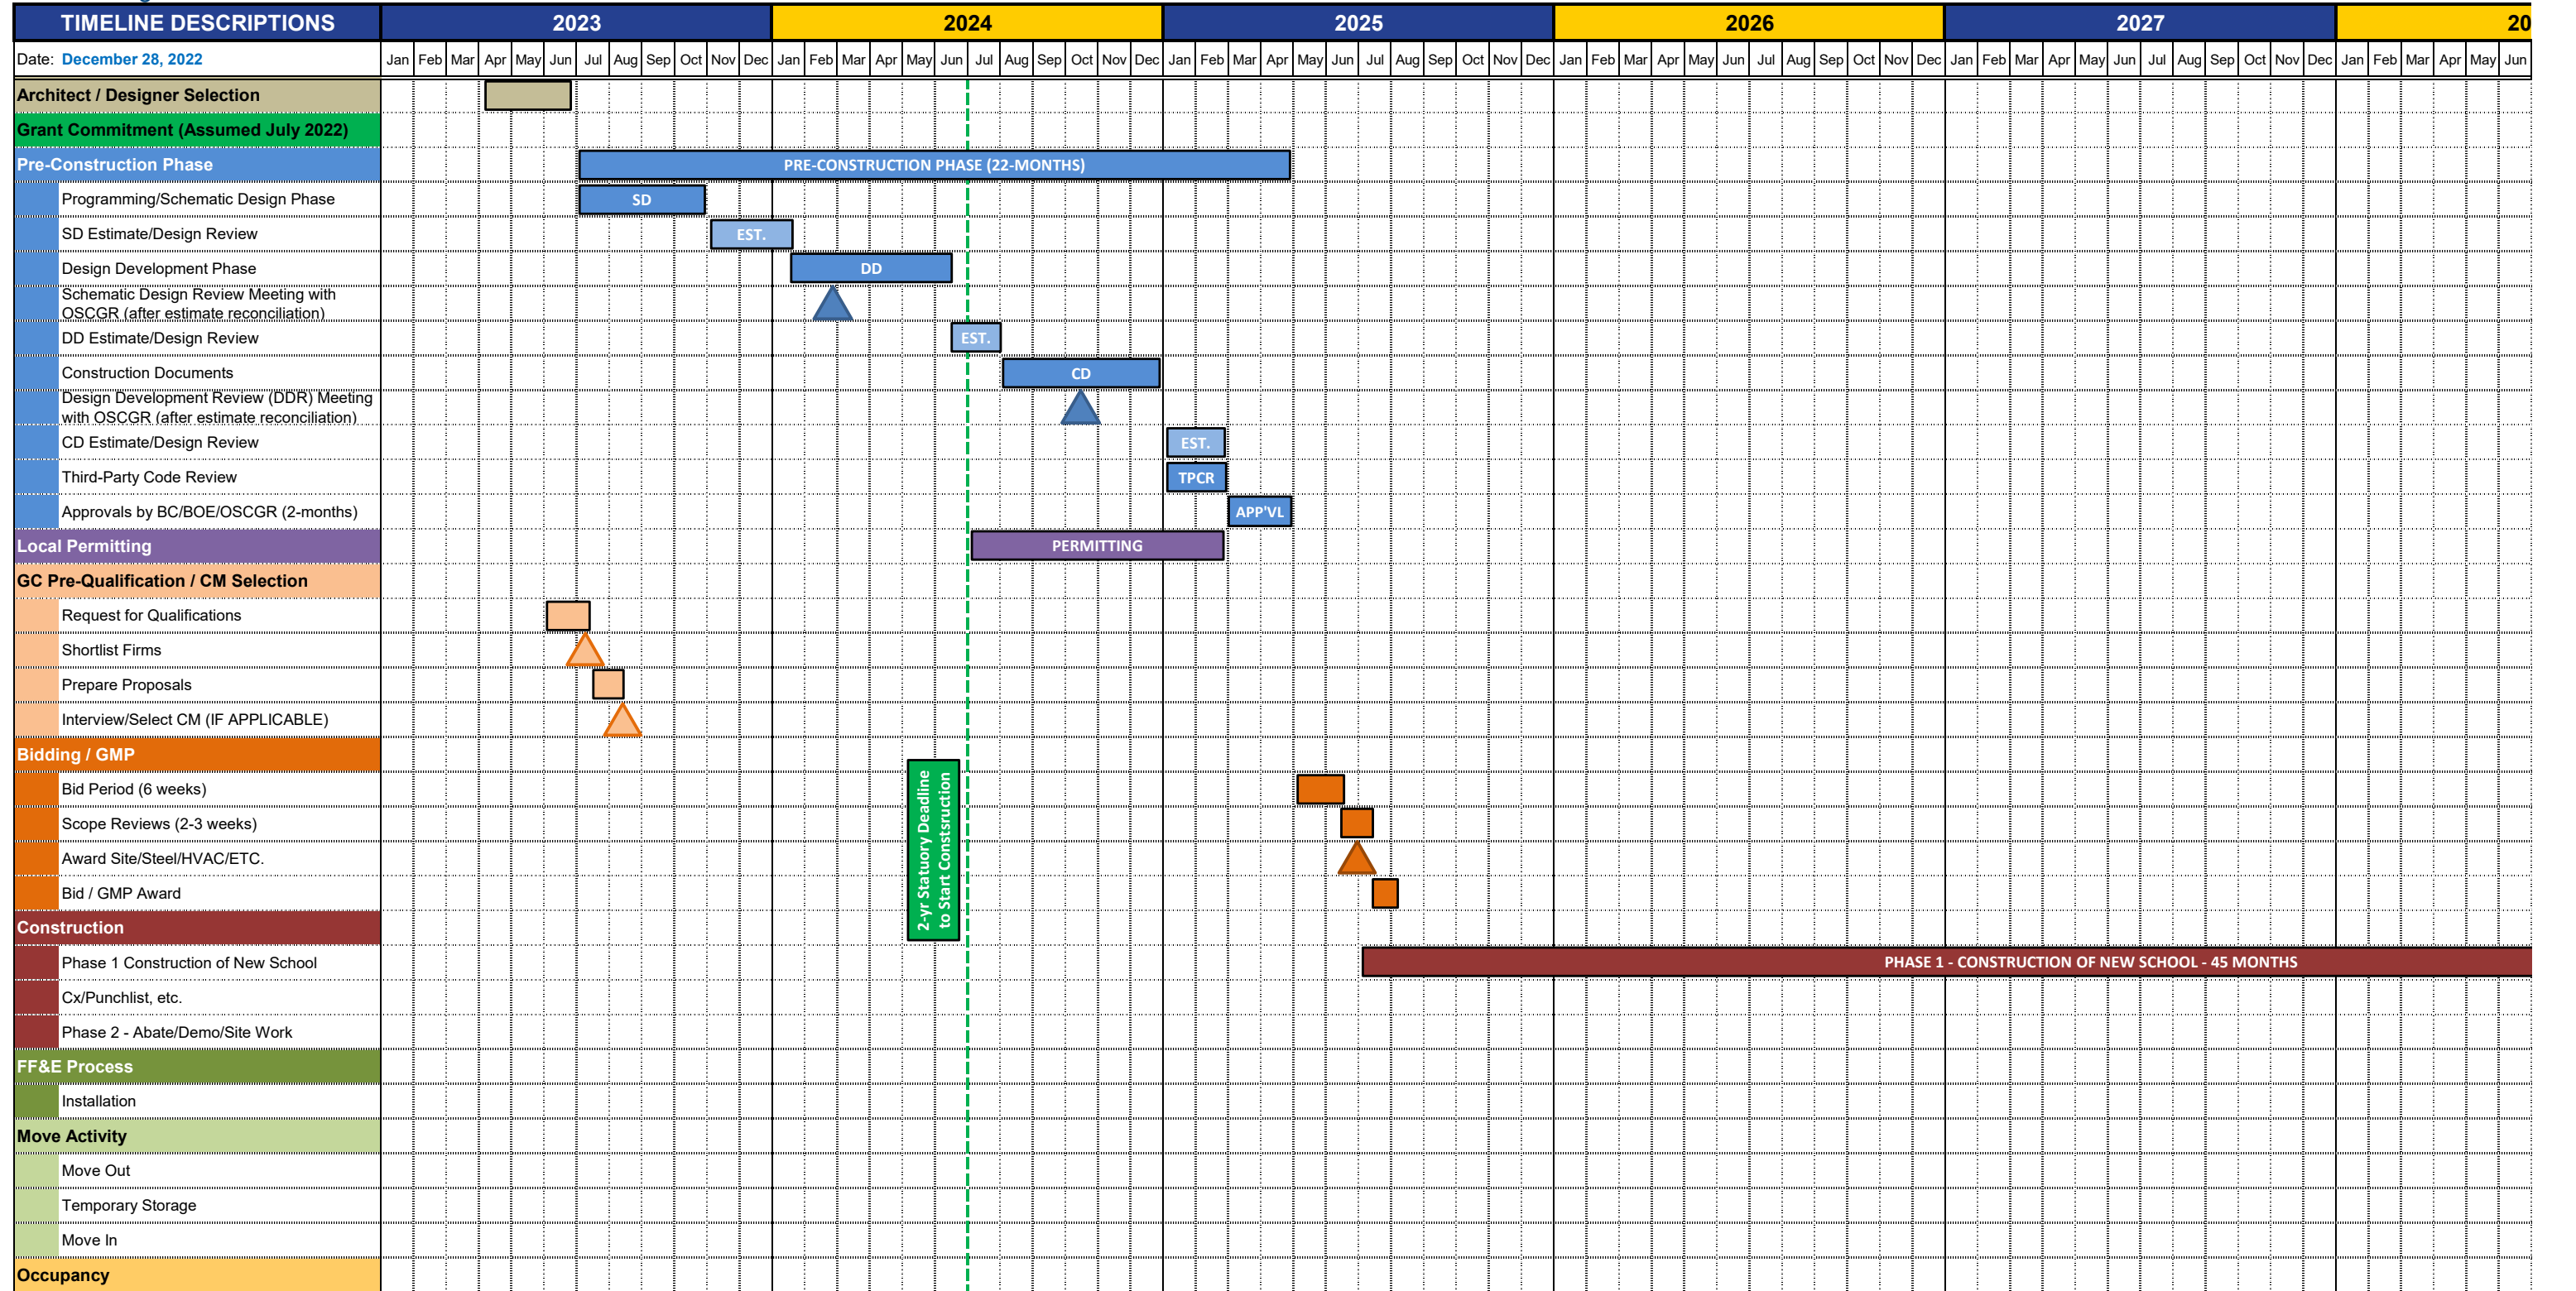 TIMELINE DESCRIPTIONS 2023 2024 2025 2026 2027 20
Date: December 28, 2022 Jan Feb Mar Apr May Jun Jul Aug Sep Oct Nov Dec Jan Feb Mar Apr May Jun Jul Aug Sep Oct Nov Dec Jan Feb Mar Apr May Jun Jul Aug Sep Oct Nov Dec Jan Feb Mar Apr May Jun Jul Aug Sep Oct Nov Dec Jan Feb Mar Apr May Jun Jul Aug Sep Oct Nov Dec Jan Feb Mar Apr May Jun
Architect / Designer Selection
Grant Commitment (Assumed July 2022)
Pre-Construction Phase PRE-CONSTRUCTION PHASE (22-MONTHS)
Programming/Schematic Design Phase SD
SD Estimate/Design Review EST.
Design Development Phase DD
Schematic Design Review Meeting with
OSCGR (after estimate reconciliation)
DD Estimate/Design Review EST.
Construction Documents CD
Design Development Review (DDR) Meeting
with OSCGR (after estimate reconciliation)
CD Estimate/Design Review EST.
Third-Party Code Review TPCR
Approvals by BC/BOE/OSCGR (2-months) APP'VL
Local Permitting PERMITTING
GC Pre-Qualification / CM Selection
Request for Qualifications
Shortlist Firms
Prepare Proposals
Interview/Select CM (IF APPLICABLE)
Bidding / GMP
2-yr Statuory Deadline
to Start Constsruction
Bid Period (6 weeks)
Scope Reviews (2-3 weeks)
Award Site/Steel/HVAC/ETC.
Bid / GMP Award
Construction
Phase 1 Construction of New School PHASE 1 - CONSTRUCTION OF NEW SCHOOL - 45 MONTHS
Cx/Punchlist, etc.
Phase 2 - Abate/Demo/Site Work
FF&E Process
Installation
Move Activity
Move Out
Temporary Storage
Move In
Occupancy